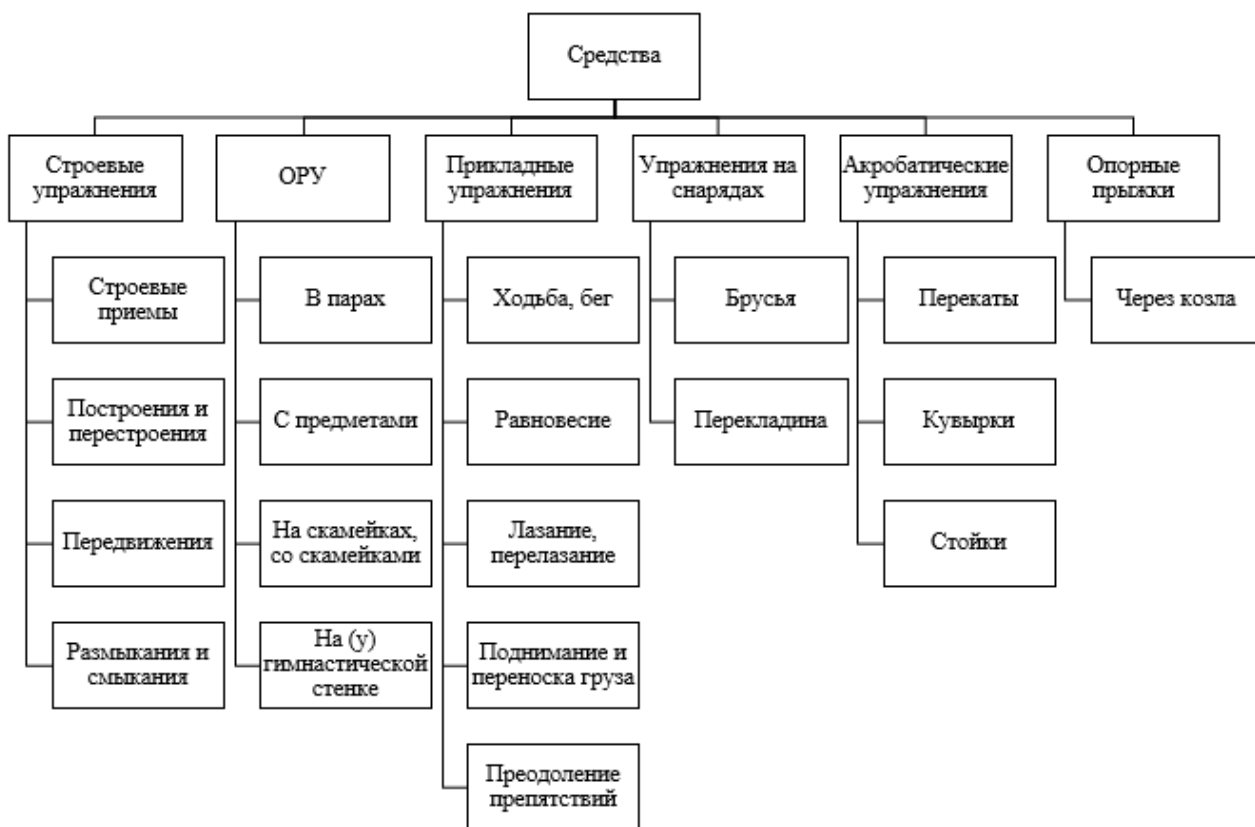 Средства
Строевые
упражнения
ОРУ
Прикладные
упражнения
Упражнения на
снарядах
Акробатические
упражнения
Опорные
прыжки
Строевые
приемы
В парах
Ходьба, бег
Брусья
Перекаты
Через козла
Построения и
перестроения
С предметами
Равновесие
Перекладина
Кувырки
Передвижения
На скамейках,
со скамейками
Лазание,
перелазание
Стойки
Размыкания и
смыкания
На (у)
гимнастической
стенке
Поднимание и
переноска груза
Преодоление
препятствий